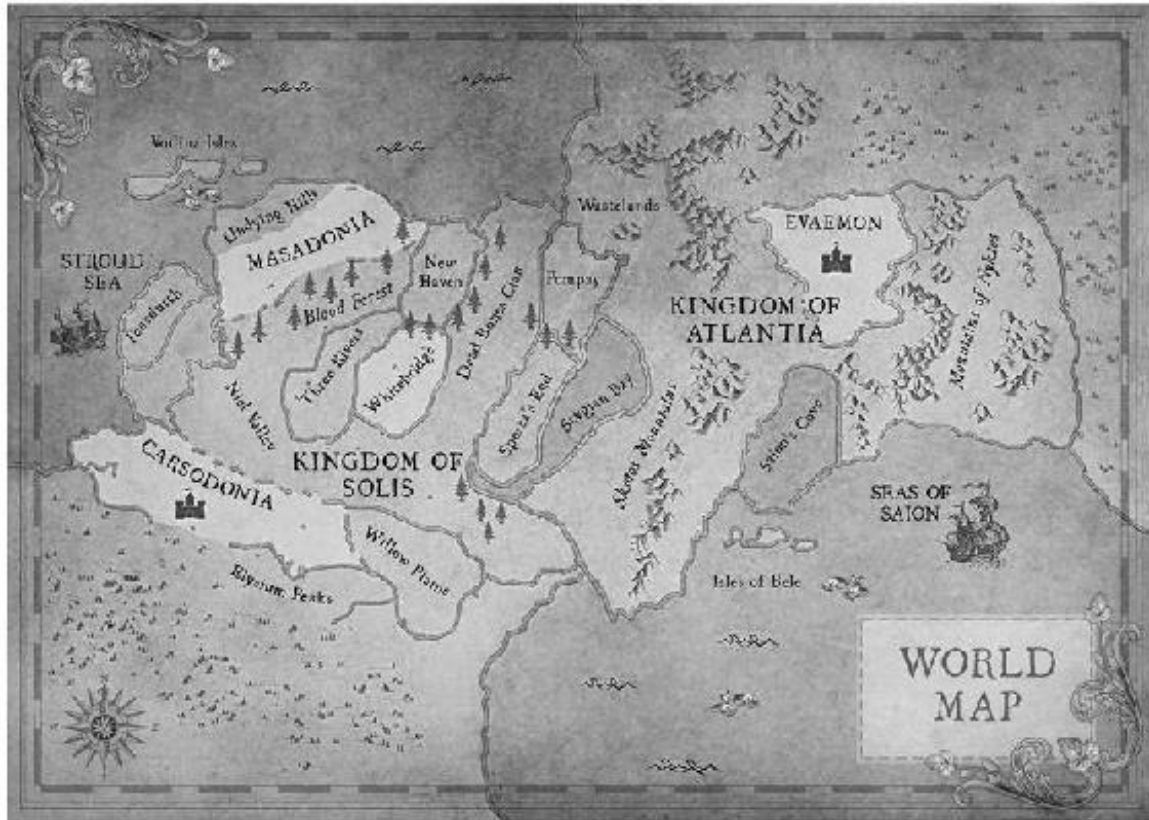 Isles
Undying Hills
MASADONIA
STROUD
SEA
New
Haven
Blood Forest
Three Rivers
Whitebridge
Niel Valley
Dead Bones Clan
Wastelands
Pompay
Spessa's End
Stygian Bay
EVAEMON
KINGDOM OF
ATLANTIA
Mountains of Nyktos
Skotos Mountains
Saion's Cove
CARSODONIA
KINGDOM OF
SOLIS
Willow Plains
Elysium Peaks
SEAS OF
SAION
Isles of Bele
WORLD
MAP